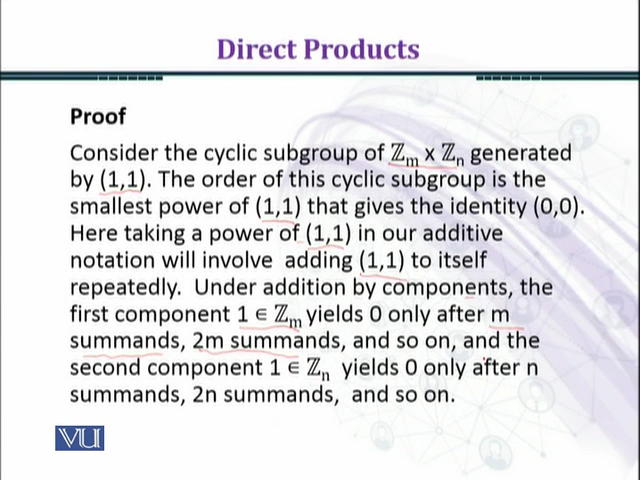 Direct Products
Proof
Consider the cyclic subgroup of ℤₘ x ℤₙ generated
by (1,1). The order of this cyclic subgroup is the
smallest power of (1,1) that gives the identity (0,0).
Here taking a power of (1,1) in our additive
notation will involve adding (1,1) to itself
repeatedly. Under addition by components, the
first component 1 ∈ ℤₘ yields 0 only after m
summands, 2m summands, and so on, and the
second component 1 ∈ ℤₙ yields 0 only after n
summands, 2n summands, and so on.
VU